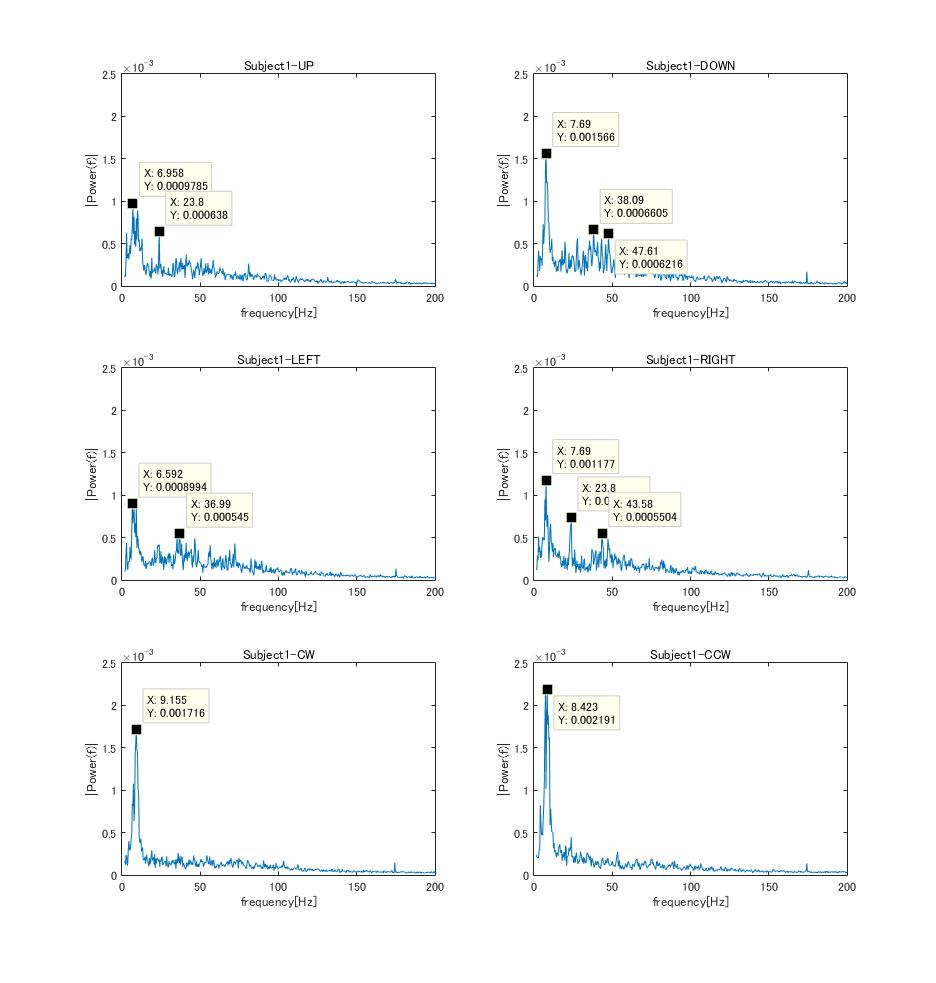 Subject1-UP
×10⁻³
2.5
2
1.5
1
0.5
0
|Power(f)|
X: 6.958
Y: 0.0009785
X: 23.8
Y: 0.000638
0 50 100 150 200
frequency[Hz]
Subject1-DOWN
×10⁻³
2.5
2
1.5
1
0.5
0
|Power(f)|
X: 7.69
Y: 0.001566
X: 38.09
Y: 0.0006605
X: 47.61
Y: 0.0006216
0 50 100 150 200
frequency[Hz]
Subject1-LEFT
×10⁻³
2.5
2
1.5
1
0.5
0
|Power(f)|
X: 6.592
Y: 0.0008994
X: 36.99
Y: 0.000545
0 50 100 150 200
frequency[Hz]
Subject1-RIGHT
×10⁻³
2.5
2
1.5
1
0.5
0
|Power(f)|
X: 7.69
Y: 0.001177
X: 23.8
Y:
X: 43.58
Y: 0.0005504
0 50 100 150 200
frequency[Hz]
Subject1-CW
×10⁻³
2.5
2
1.5
1
0.5
0
|Power(f)|
X: 9.155
Y: 0.001716
0 50 100 150 200
frequency[Hz]
Subject1-CCW
×10⁻³
2.5
2
1.5
1
0.5
0
|Power(f)|
X: 8.423
Y: 0.002191
0 50 100 150 200
frequency[Hz]